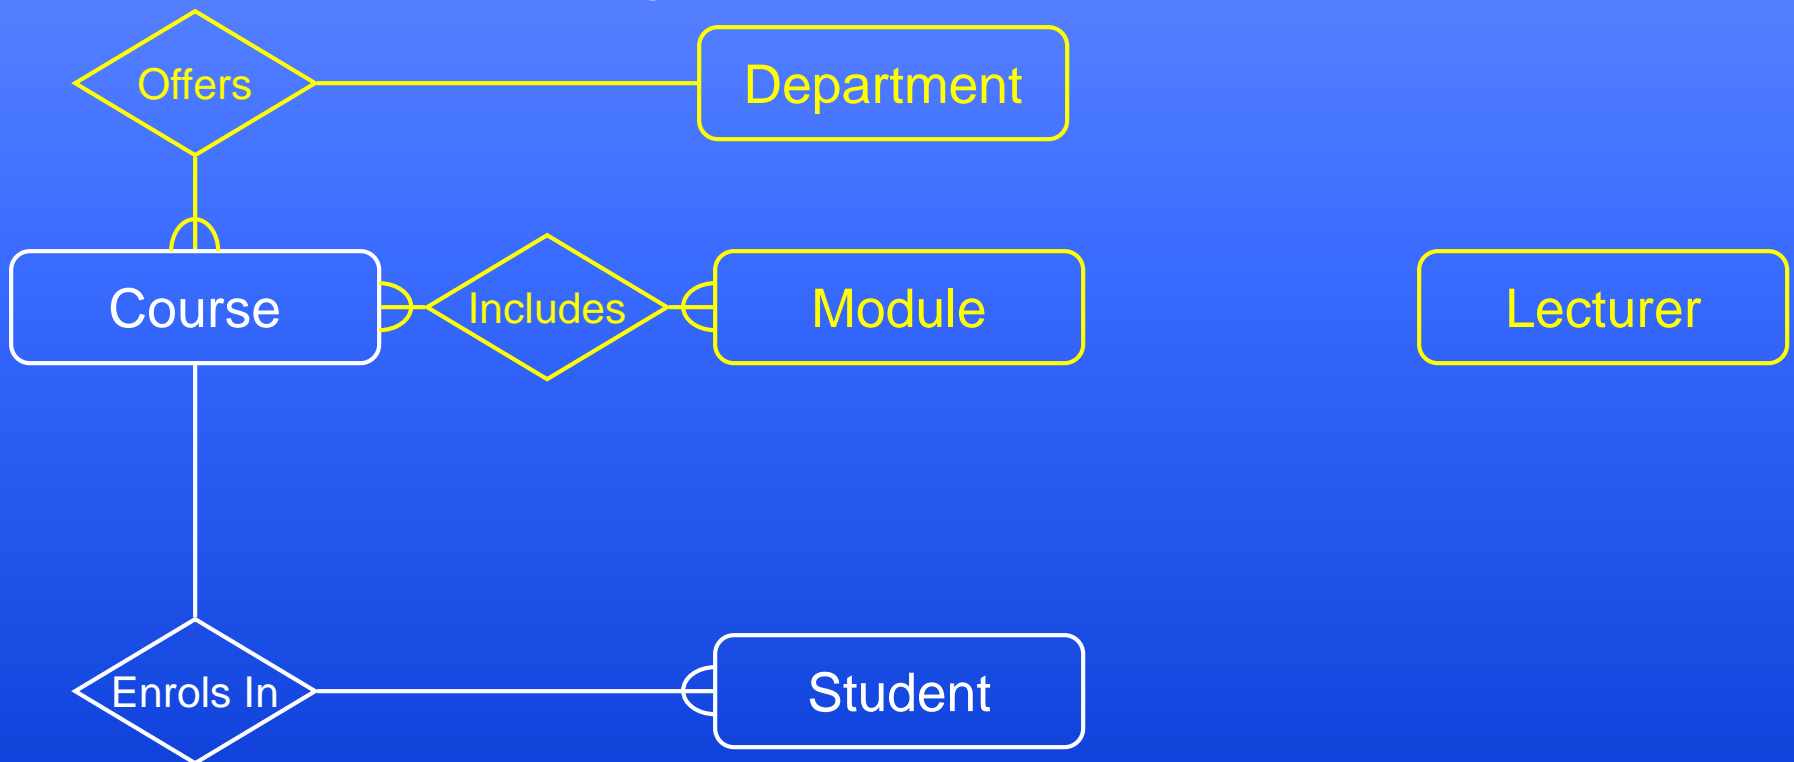 Offers
Department
Course
Includes
Module
Lecturer
Enrols In
Student